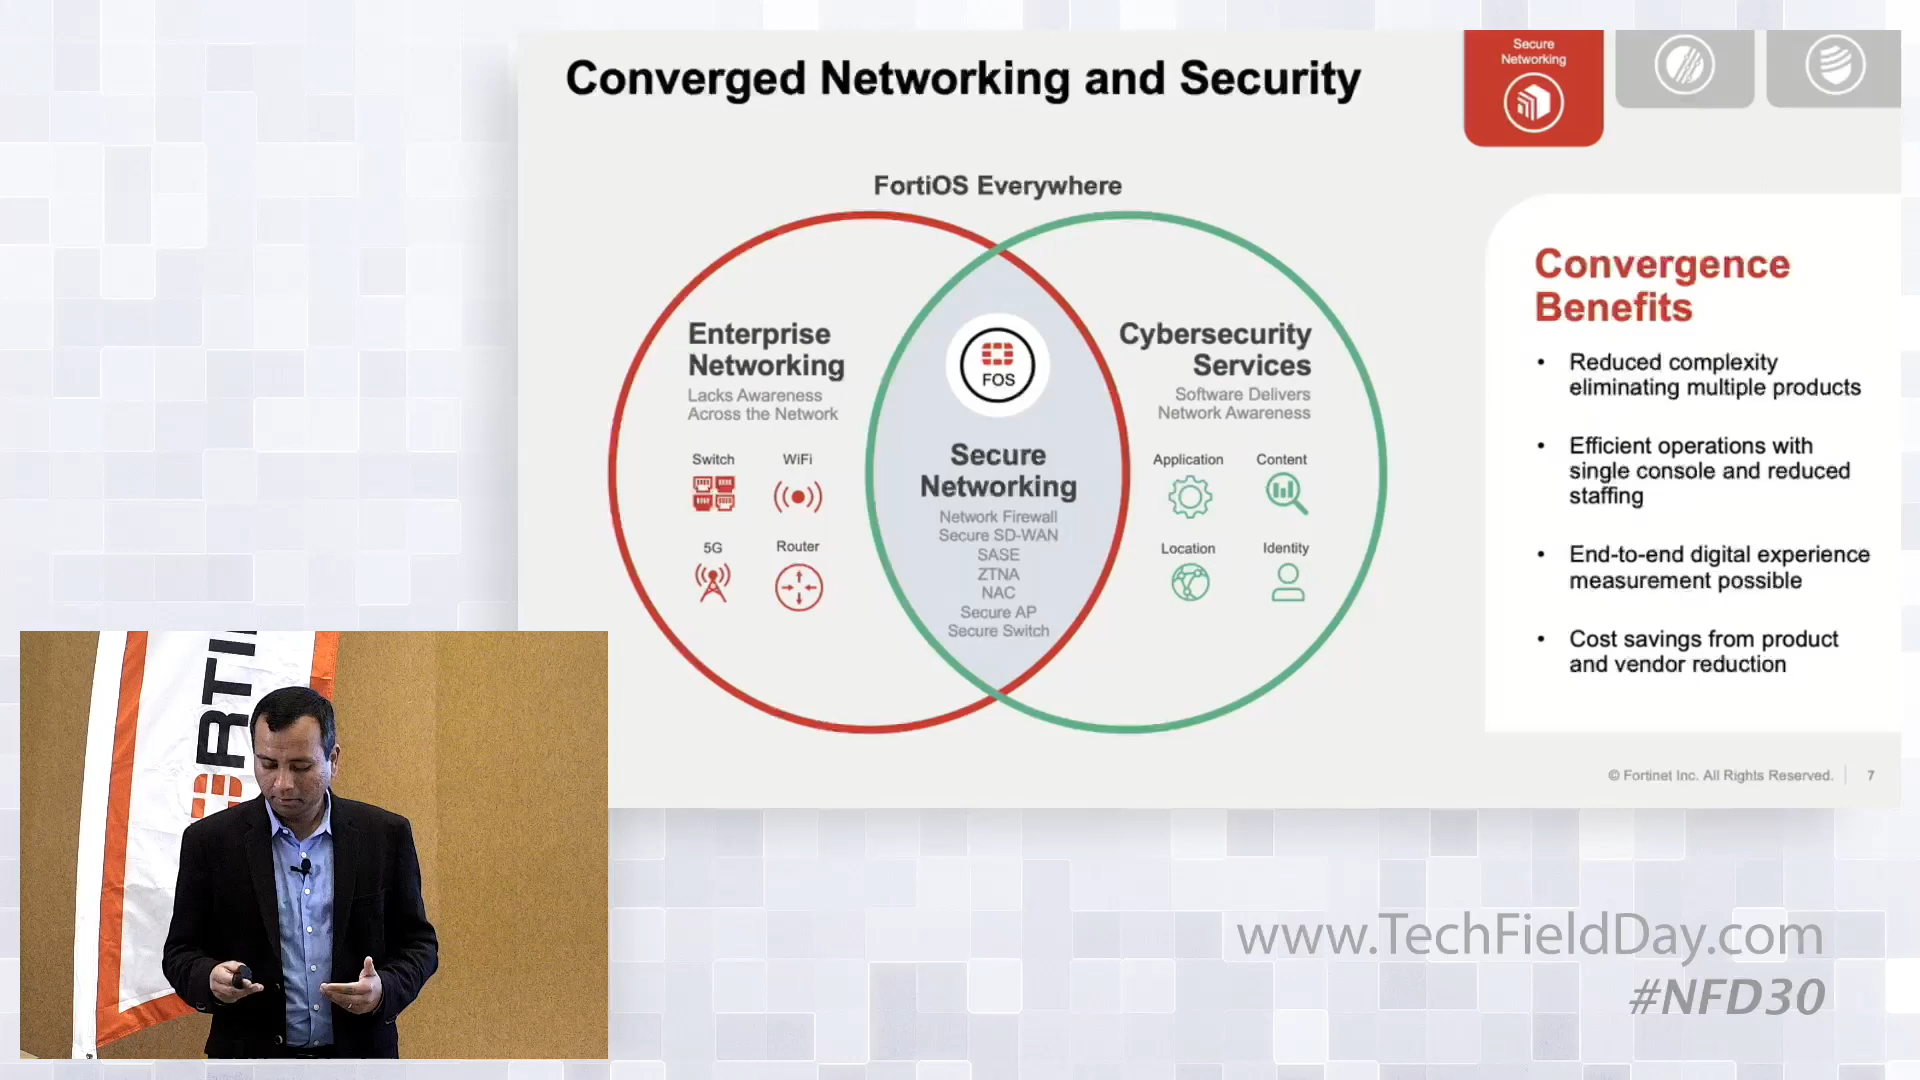 Converged Networking and Security
Secure
Networking
FortiOS Everywhere
Enterprise
Networking
Lacks Awareness
Across the Network
Switch
WiFi
5G
Router
FOS
Secure
Networking
Network Firewall
Secure SD-WAN
SASE
ZTNA
NAC
Secure AP
Secure Switch
Cybersecurity
Services
Software Delivers
Network Awareness
Application
Content
Location
Identity
Convergence
Benefits
• Reduced complexity
eliminating multiple products
• Efficient operations with
single console and reduced
staffing
• End-to-end digital experience
measurement possible
• Cost savings from product
and vendor reduction
© Fortinet Inc. All Rights Reserved.
7
RTI
www.TechFieldDay.com
#NFD30